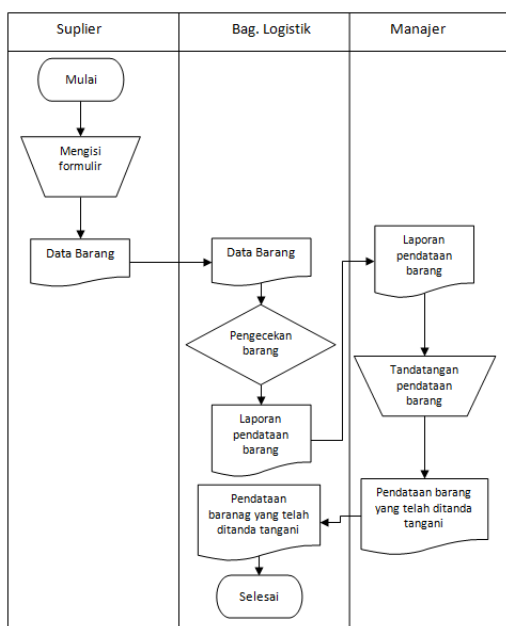 Suplier
Bag. Logistik
Manajer
Mulai
Mengisi
formulir
Data Barang
Data Barang
Pengecekan
barang
Laporan
pendataan
barang
Laporan
pendataan
barang
Tandatangan
pendataan
barang
Pendataan barang
yang telah ditanda
tangani
Pendataan
baranag yang telah
ditanda tangani
Selesai